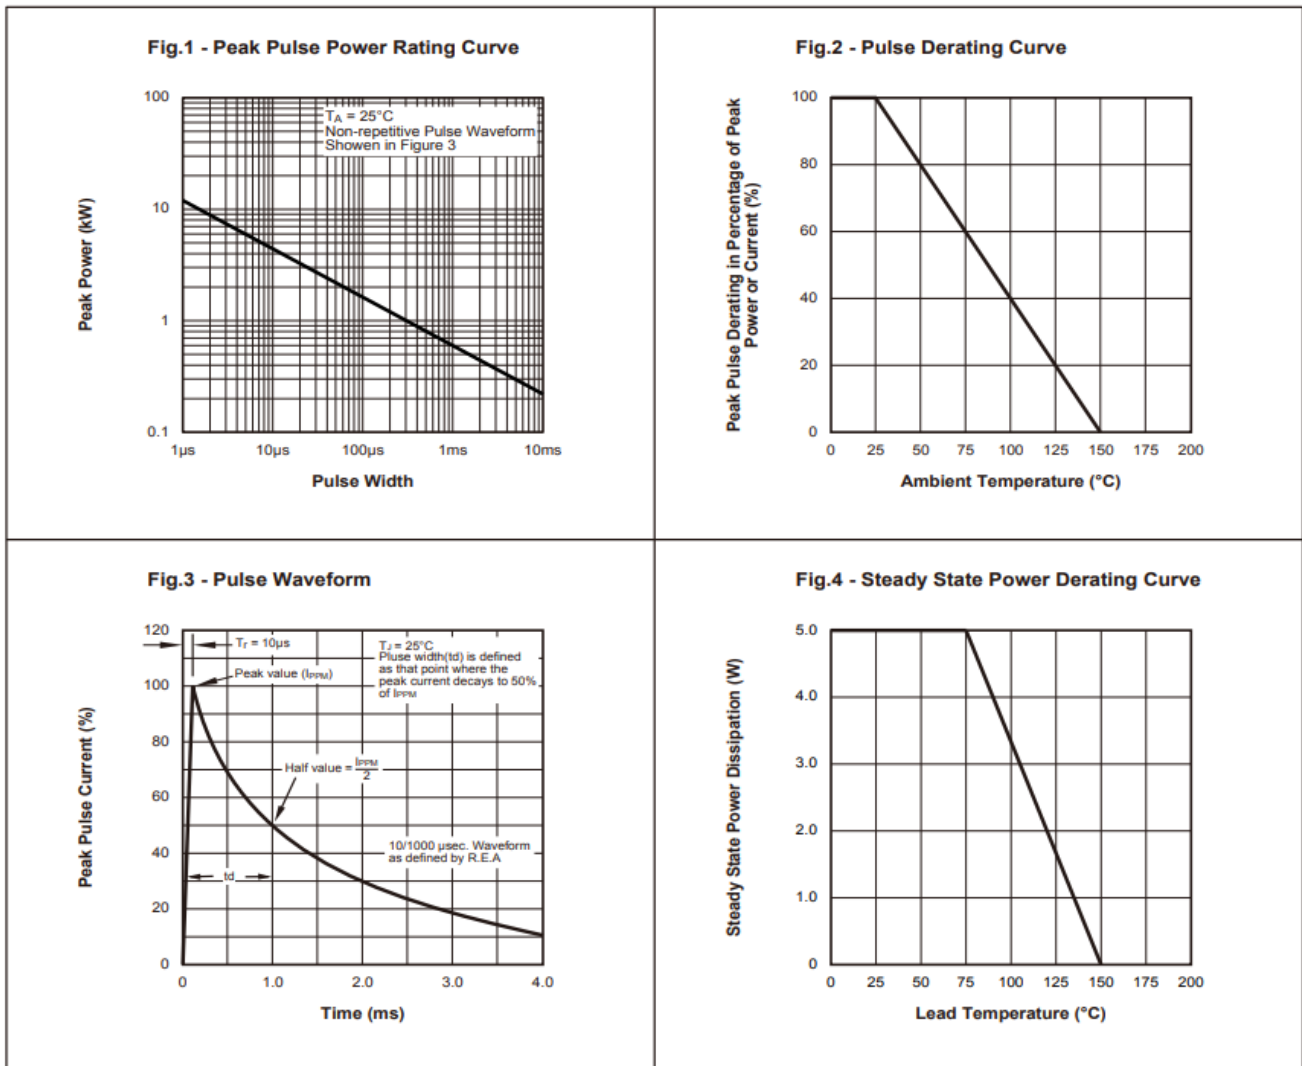 Fig.1 - Peak Pulse Power Rating Curve
Peak Power (kW)
100
10
1
0.1
TA = 25°C
Non-repetitive Pulse Waveform
Showen in Figure 3
1µs 10µs 100µs 1ms 10ms
Pulse Width
Fig.2 - Pulse Derating Curve
Peak Pulse Derating in Percentage of Peak
Power or Current (%)
100
80
60
40
20
0
0 25 50 75 100 125 150 175 200
Ambient Temperature (°C)
Fig.3 - Pulse Waveform
Peak Pulse Current (%)
120
100
80
60
40
20
0
Tr = 10µs
Peak value (IPPM)
TJ = 25°C
Pluse width(td) is defined
as that point where the
peak current decays to 50%
of IPPM
Half value = IPPM
2
10/1000 µsec. Waveform
as defined by R.E.A
td
0 1.0 2.0 3.0 4.0
Time (ms)
Fig.4 - Steady State Power Derating Curve
Steady State Power Dissipation (W)
5.0
4.0
3.0
2.0
1.0
0
0 25 50 75 100 125 150 175 200
Lead Temperature (°C)